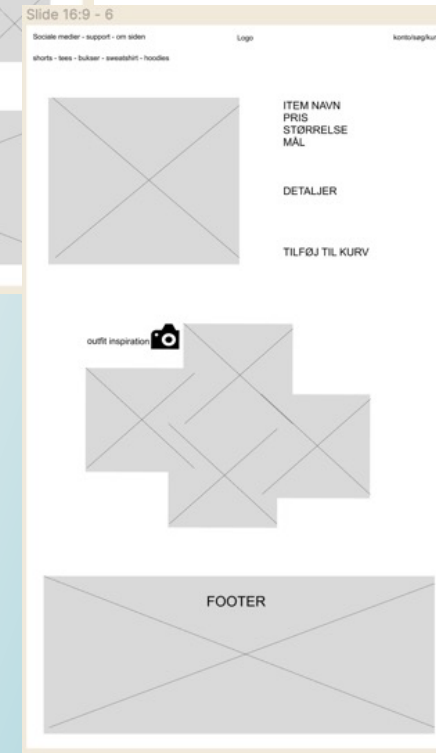 Slide 16:9 - 6
Sociale medier - support - om siden
Logo
konto/søg/kur
shorts - tees - bukser - sweatshirt - hoodies
ITEM NAVN
PRIS
STØRRELSE
MÅL
DETALJER
TILFØJ TIL KURV
outfit inspiration
FOOTER